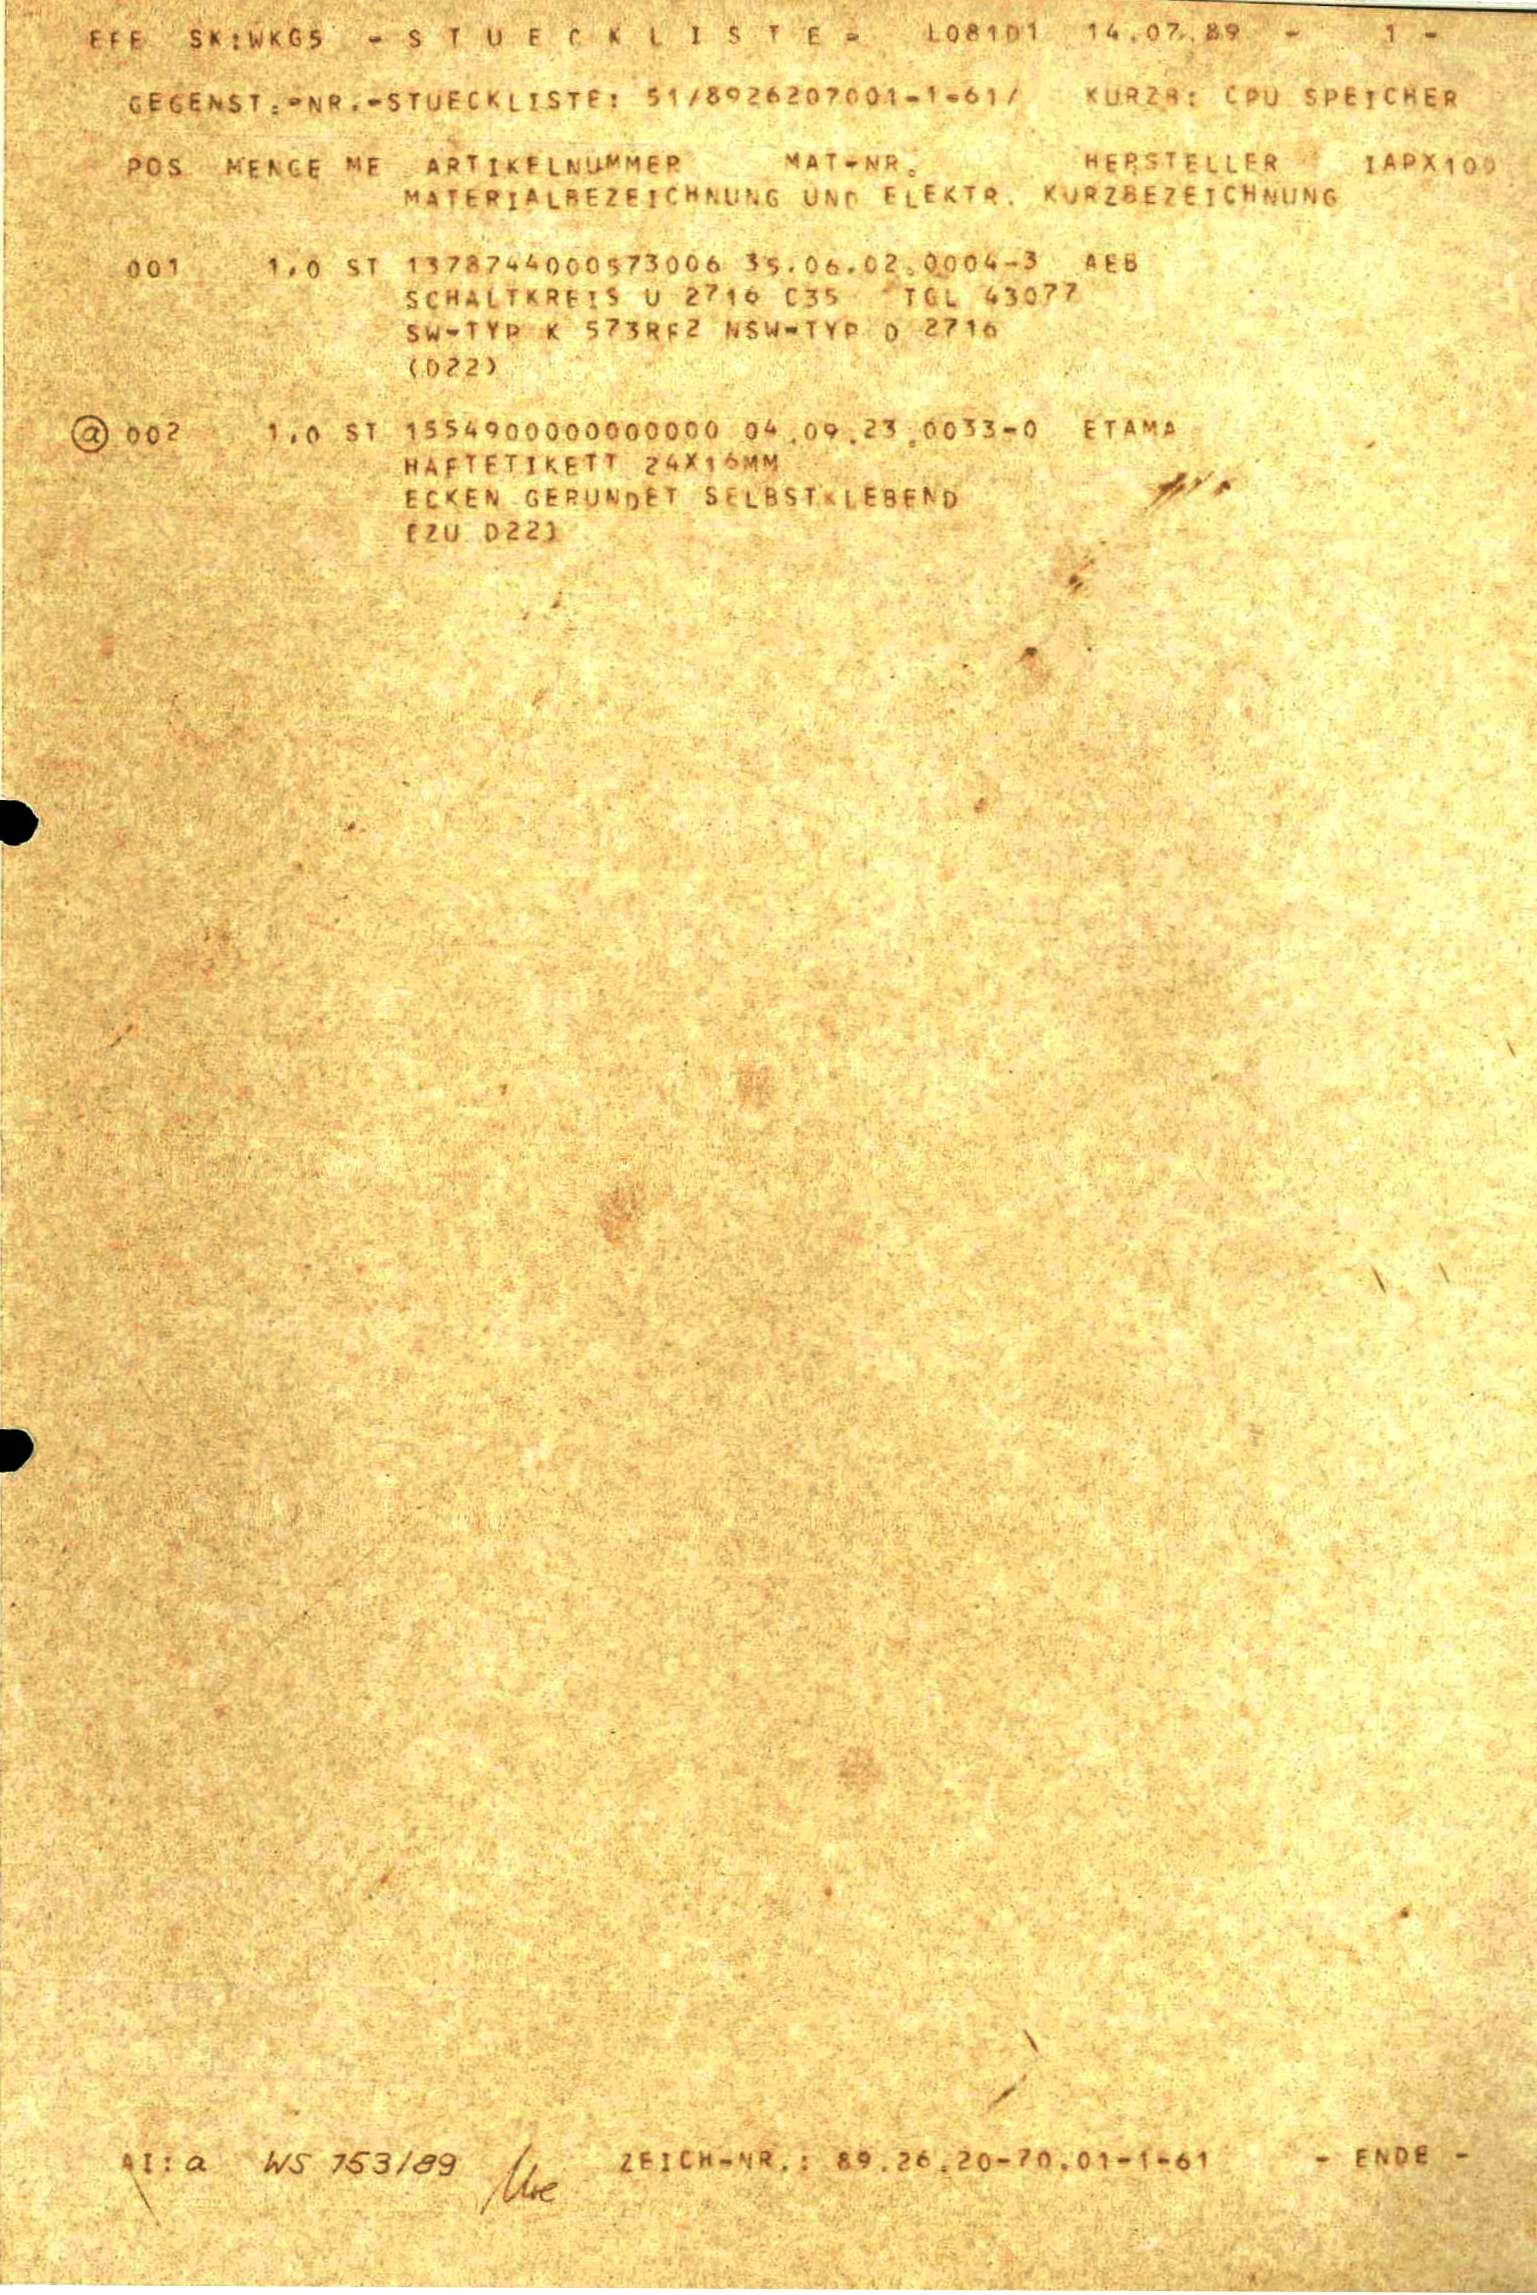 EFE SK:WKG5 - S T U E C K L I S T E - L081D1 14.07.89 - 1 -
GEGENST.-NR.-STUECKLISTE: 51/8926207001-1-61/ KURZB: CPU SPEICHER
POS MENGE ME ARTIKELNUMMER MAT-NR. HERSTELLER IAPX100
MATERIALBEZEICHNUNG UND ELEKTR. KURZBEZEICHNUNG
001 1,0 ST 1378744000573006 35.06.02.0004-3 AEB
SCHALTKREIS U 2716 C35 TGL 43077
SW-TYP K 573RF2 NSW-TYP D 2716
(D22)
@ 002 1,0 ST 1554900000000000 04.09.23.0033-0 ETAMA
HAFTETIKETT 24X16MM
ECKEN GERUNDET SELBSTKLEBEND
[ZU D22]
AI: a WS 753/89 ZEICH-NR.: 89.26.20-70.01-1-61 - ENDE -